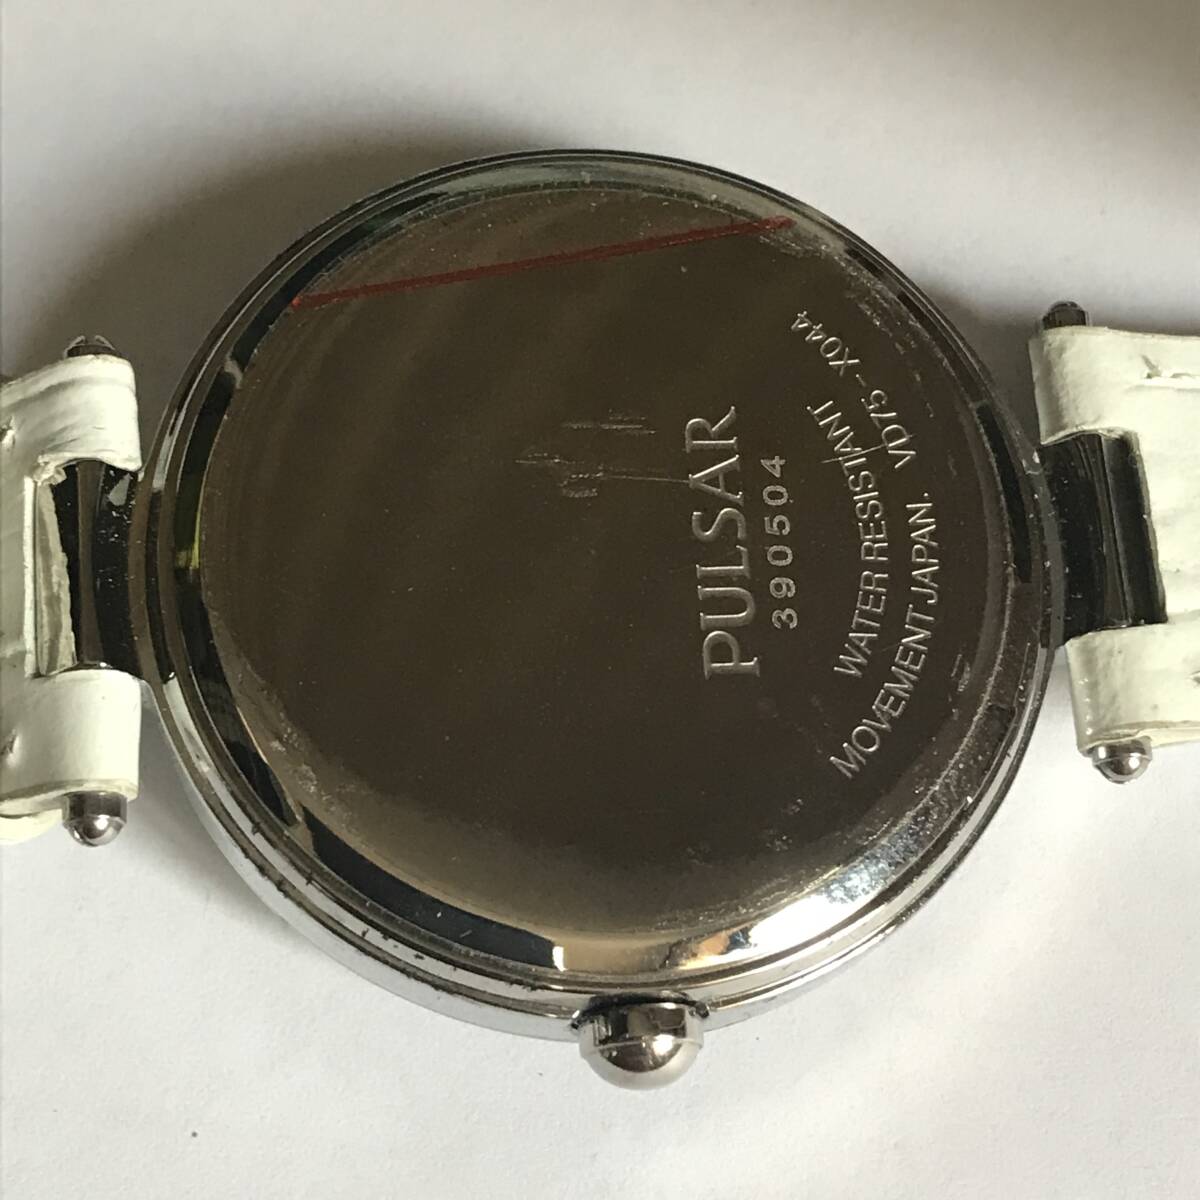 PULSAR
390504
WATER RESISTANT VD75-X044
MOVEMENT JAPAN.